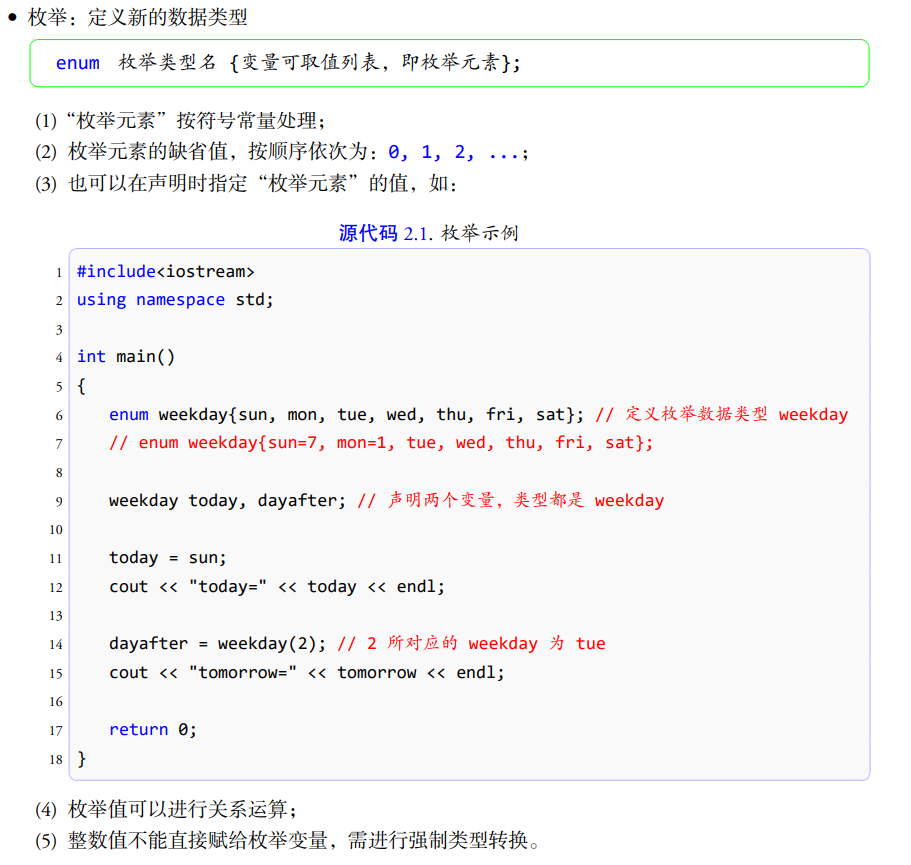 • 枚举：定义新的数据类型
enum 枚举类型名 {变量可取值列表，即枚举元素};
(1) “枚举元素”按符号常量处理；
(2) 枚举元素的缺省值，按顺序依次为：0, 1, 2, ...;
(3) 也可以在声明时指定“枚举元素”的值，如：
源代码 2.1. 枚举示例
1 #include<iostream>
2 using namespace std;
3
4 int main()
5 {
6 enum weekday{sun, mon, tue, wed, thu, fri, sat}; // 定义枚举数据类型 weekday
7 // enum weekday{sun=7, mon=1, tue, wed, thu, fri, sat};
8
9 weekday today, dayafter; // 声明两个变量，类型都是 weekday
10
11 today = sun;
12 cout << "today=" << today << endl;
13
14 dayafter = weekday(2); // 2 所对应的 weekday 为 tue
15 cout << "tomorrow=" << tomorrow << endl;
16
17 return 0;
18 }
(4) 枚举值可以进行关系运算；
(5) 整数值不能直接赋给枚举变量，需进行强制类型转换。